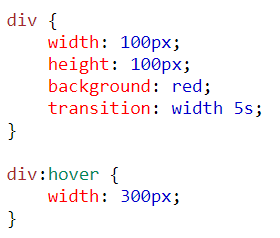 div {
    width: 100px;
    height: 100px;
    background: red;
    transition: width 5s;
}

div:hover {
    width: 300px;
}